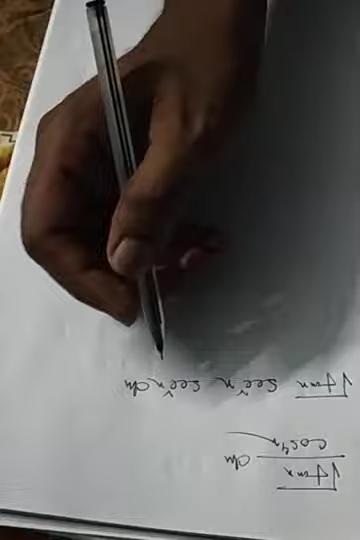 √tanx
cos⁴x dx
√tanx sec²x sec²x dx